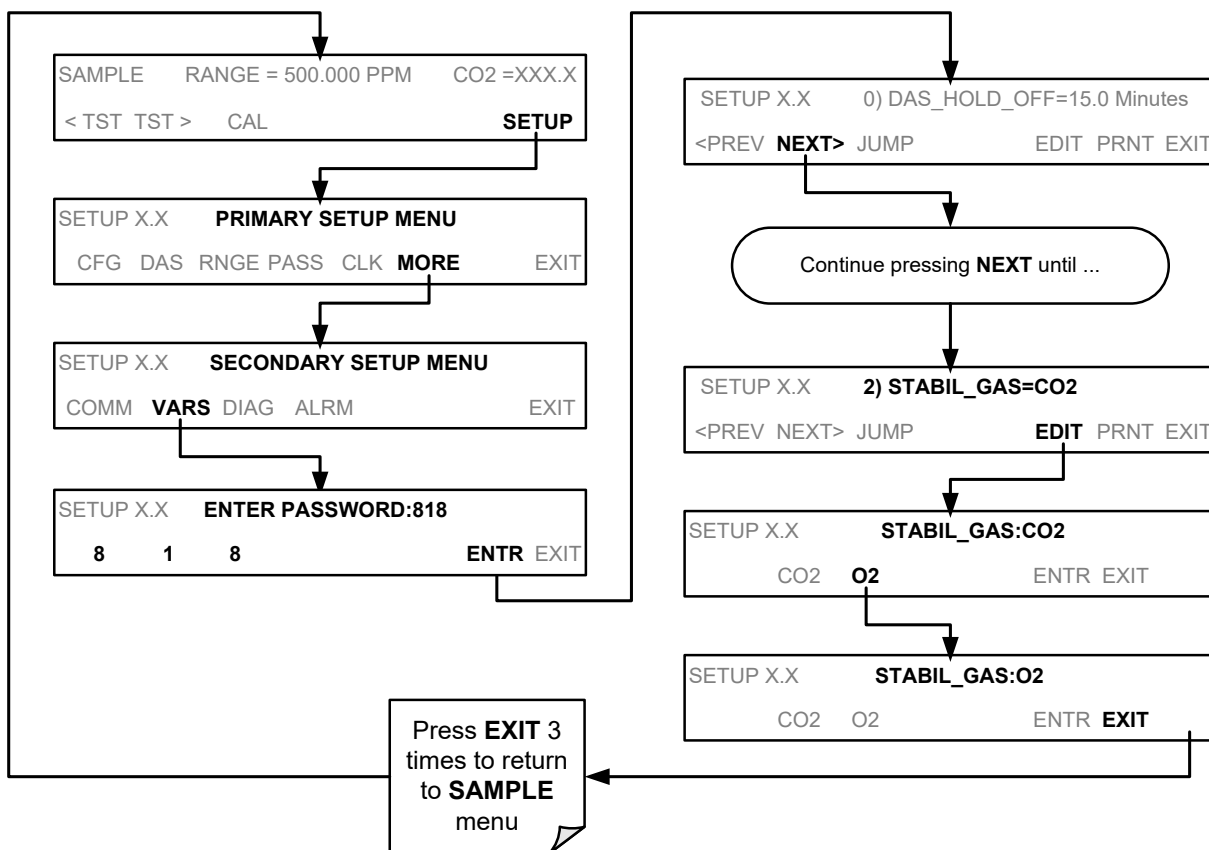 SAMPLE RANGE = 500.000 PPM CO2 =XXX.X
< TST TST > CAL SETUP
SETUP X.X PRIMARY SETUP MENU
CFG DAS RNGE PASS CLK MORE EXIT
SETUP X.X SECONDARY SETUP MENU
COMM VARS DIAG ALRM EXIT
SETUP X.X ENTER PASSWORD:818
8 1 8 ENTR EXIT
SETUP X.X 0) DAS_HOLD_OFF=15.0 Minutes
<PREV NEXT> JUMP EDIT PRNT EXIT
Continue pressing NEXT until ...
SETUP X.X 2) STABIL_GAS=CO2
<PREV NEXT> JUMP EDIT PRNT EXIT
SETUP X.X STABIL_GAS:CO2
CO2 O2 ENTR EXIT
SETUP X.X STABIL_GAS:O2
CO2 O2 ENTR EXIT
Press EXIT 3
times to return
to SAMPLE
menu